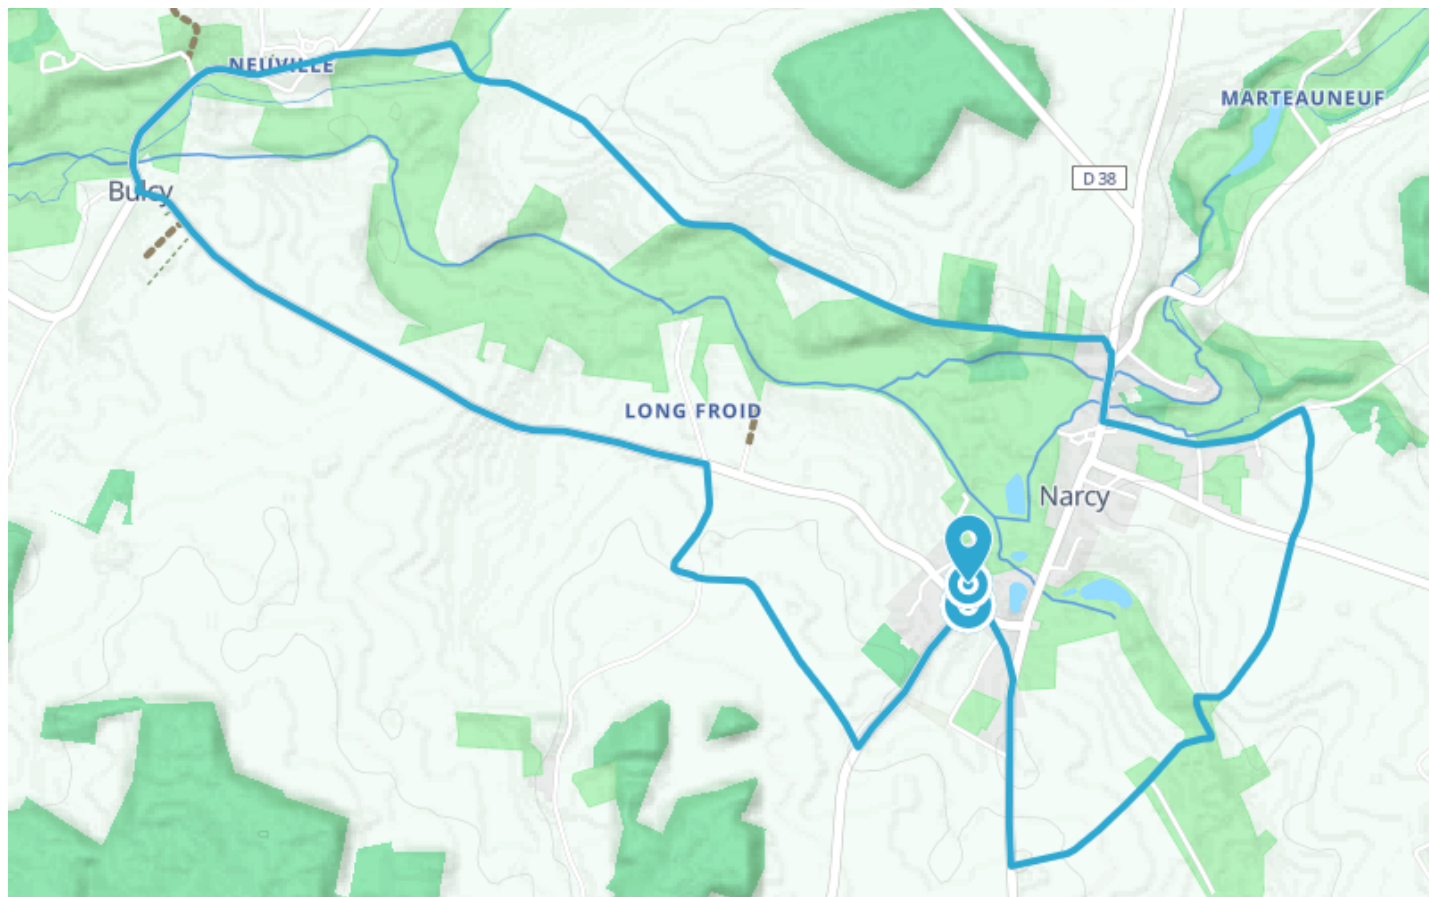 NEUVILLE
MARTEAUNEUF
D 38
Bulcy
LONG FROID
Narcy